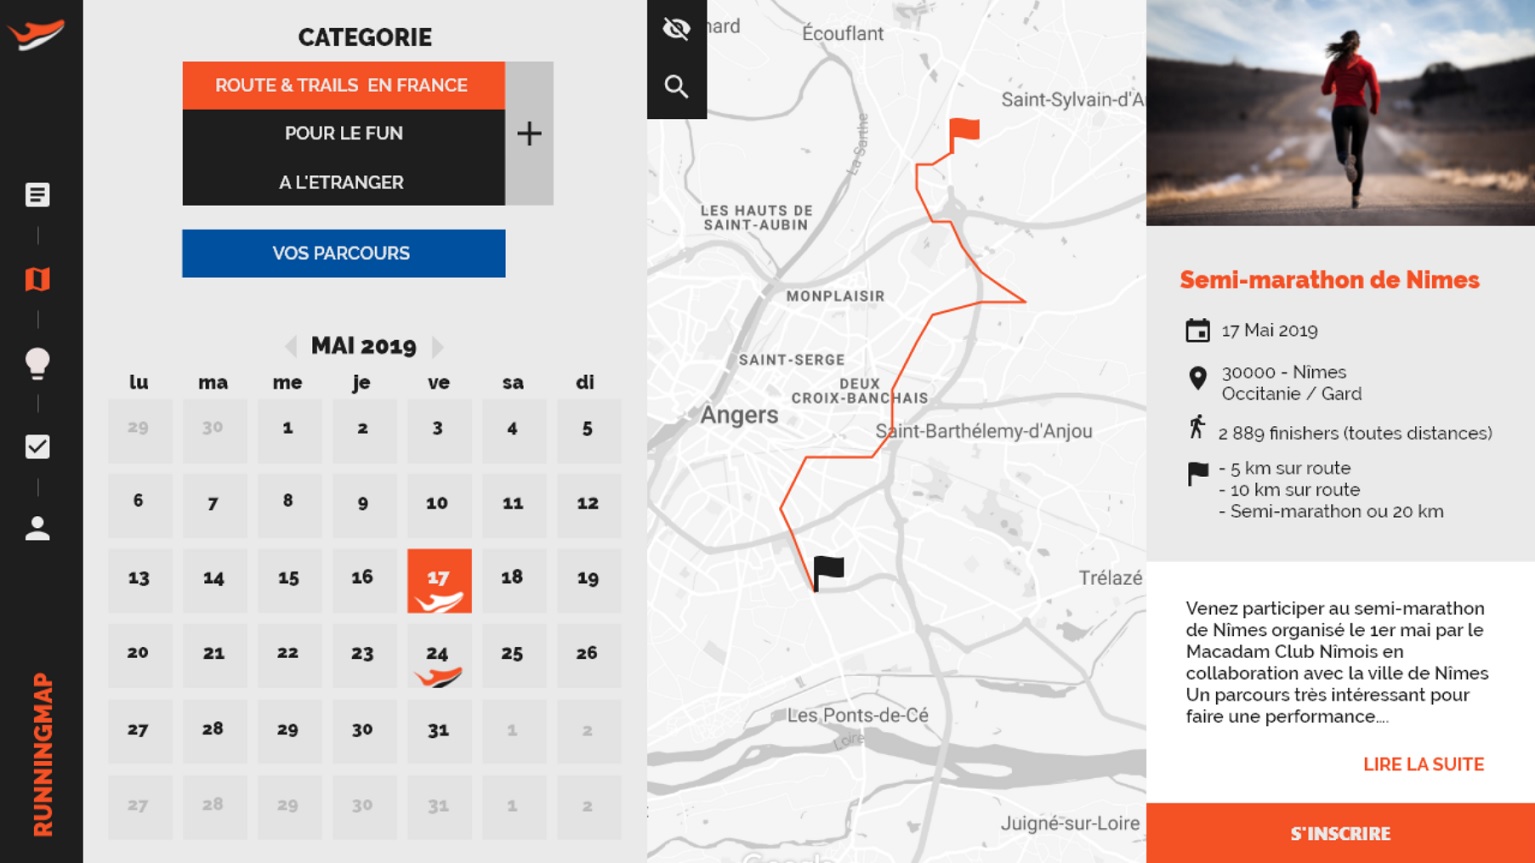 RUNNINGMAP
CATEGORIE
ROUTE & TRAILS EN FRANCE
POUR LE FUN
A L'ETRANGER
+
VOS PARCOURS
MAI 2019
lu ma me je ve sa di
29 30 1 2 3 4 5
6 7 8 9 10 11 12
13 14 15 16 17 18 19
20 21 22 23 24 25 26
27 28 29 30 31 1 2
27 28 29 30 31 1 2
Écouflant
Saint-Sylvain-d'A
La Sarthe
LES HAUTS DE
SAINT-AUBIN
MONPLAISIR
SAINT-SERGE
DEUX
CROIX-BANCHAIS
Angers
Saint-Barthélemy-d'Anjou
Trélazé
Les Ponts-de-Cé
Loire
Juigné-sur-Loire
Google
Semi-marathon de Nimes
17 Mai 2019
30000 - Nîmes
Occitanie / Gard
2 889 finishers (toutes distances)
- 5 km sur route
- 10 km sur route
- Semi-marathon ou 20 km
Venez participer au semi-marathon
de Nîmes organisé le 1er mai par le
Macadam Club Nîmois en
collaboration avec la ville de Nîmes
Un parcours très intéressant pour
faire une performance....
LIRE LA SUITE
S'INSCRIRE